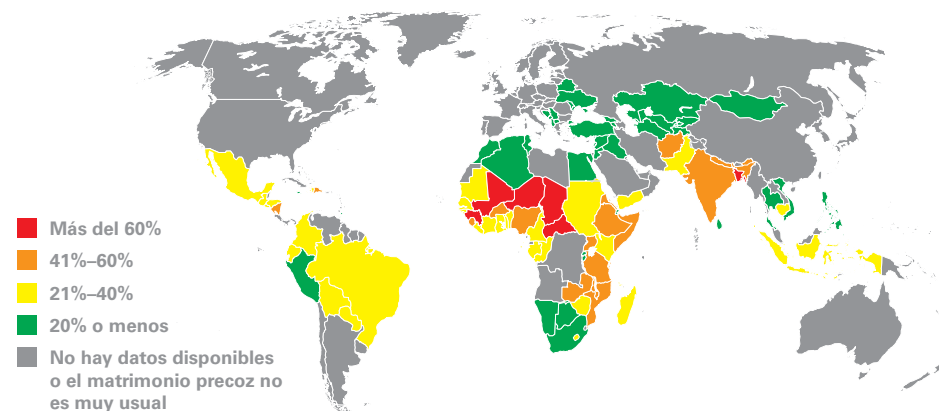 Más del 60%
41%–60%
21%–40%
20% o menos
No hay datos disponibles
o el matrimonio precoz no
es muy usual